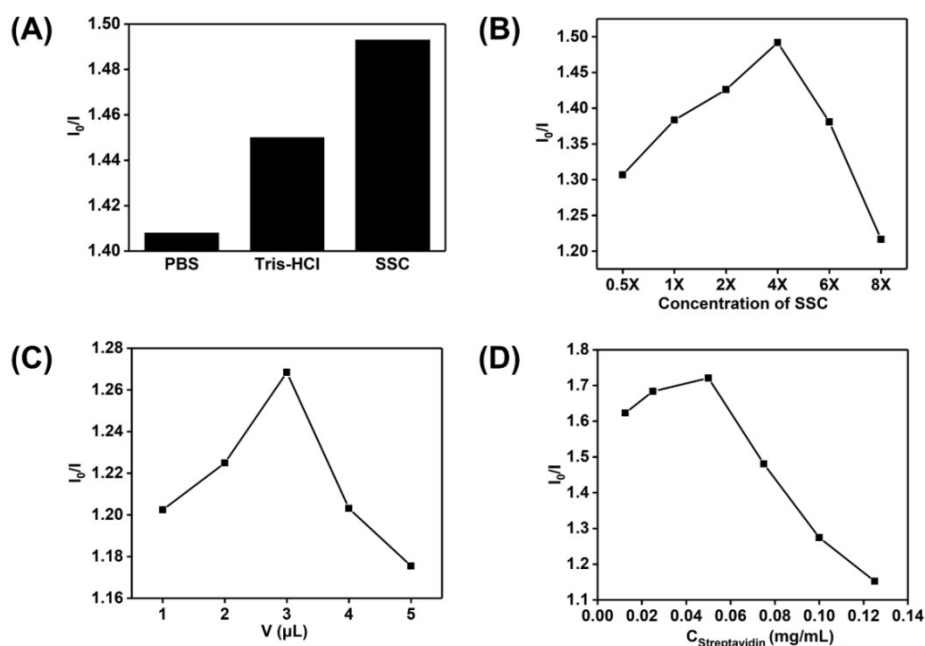 (A)
I₀/I
1.50
1.48
1.46
1.44
1.42
1.40
PBS Tris-HCl SSC
(B)
I₀/I
1.50
1.45
1.40
1.35
1.30
1.25
1.20
0.5X 1X 2X 4X 6X 8X
Concentration of SSC
(C)
I₀/I
1.28
1.26
1.24
1.22
1.20
1.18
1.16
1 2 3 4 5
V (µL)
(D)
I₀/I
1.8
1.7
1.6
1.5
1.4
1.3
1.2
1.1
0.00 0.02 0.04 0.06 0.08 0.10 0.12 0.14
C_Streptavidin (mg/mL)